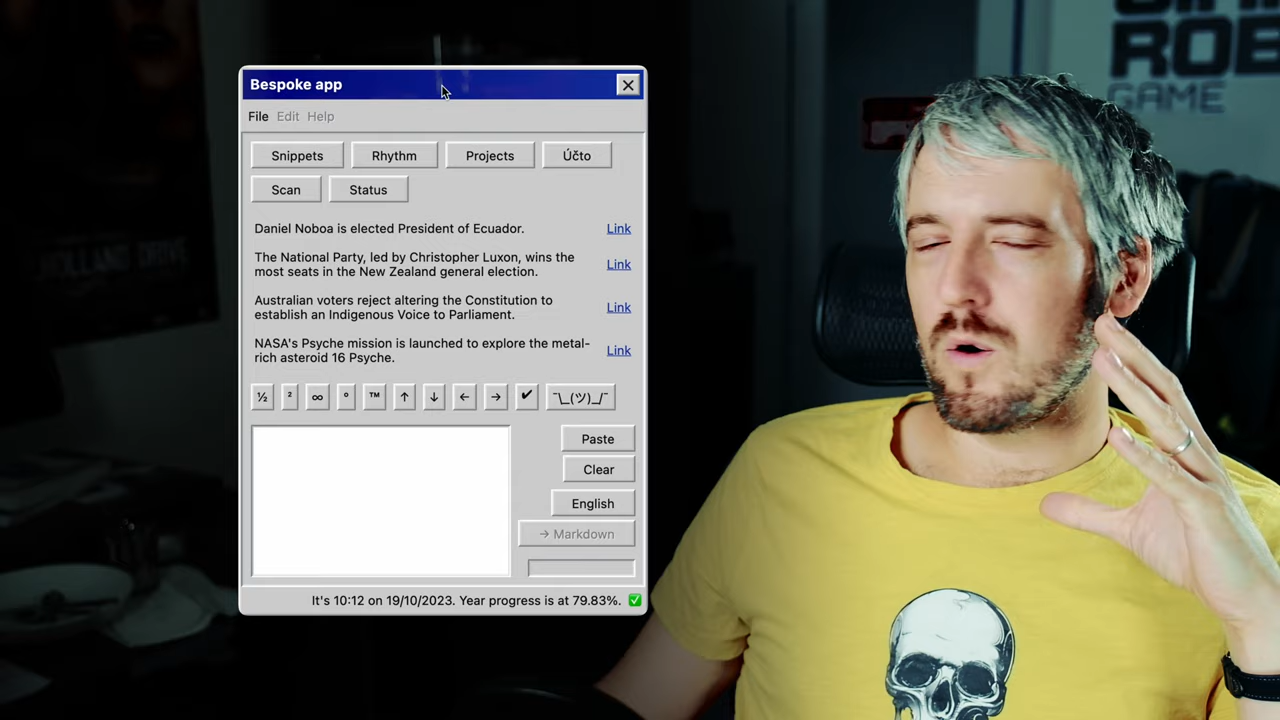 Bespoke app
File Edit Help
Snippets Rhythm Projects Účto
Scan Status
Daniel Noboa is elected President of Ecuador. Link
The National Party, led by Christopher Luxon, wins the
most seats in the New Zealand general election. Link
Australian voters reject altering the Constitution to
establish an Indigenous Voice to Parliament. Link
NASA's Psyche mission is launched to explore the metal-
rich asteroid 16 Psyche. Link
½ ² ∞ ° ™ ↑ ↓ ← → ✔ ¯\_(ツ)_/¯
Paste
Clear
English
→ Markdown
It's 10:12 on 19/10/2023. Year progress is at 79.83%. ✅
ROB
GAME